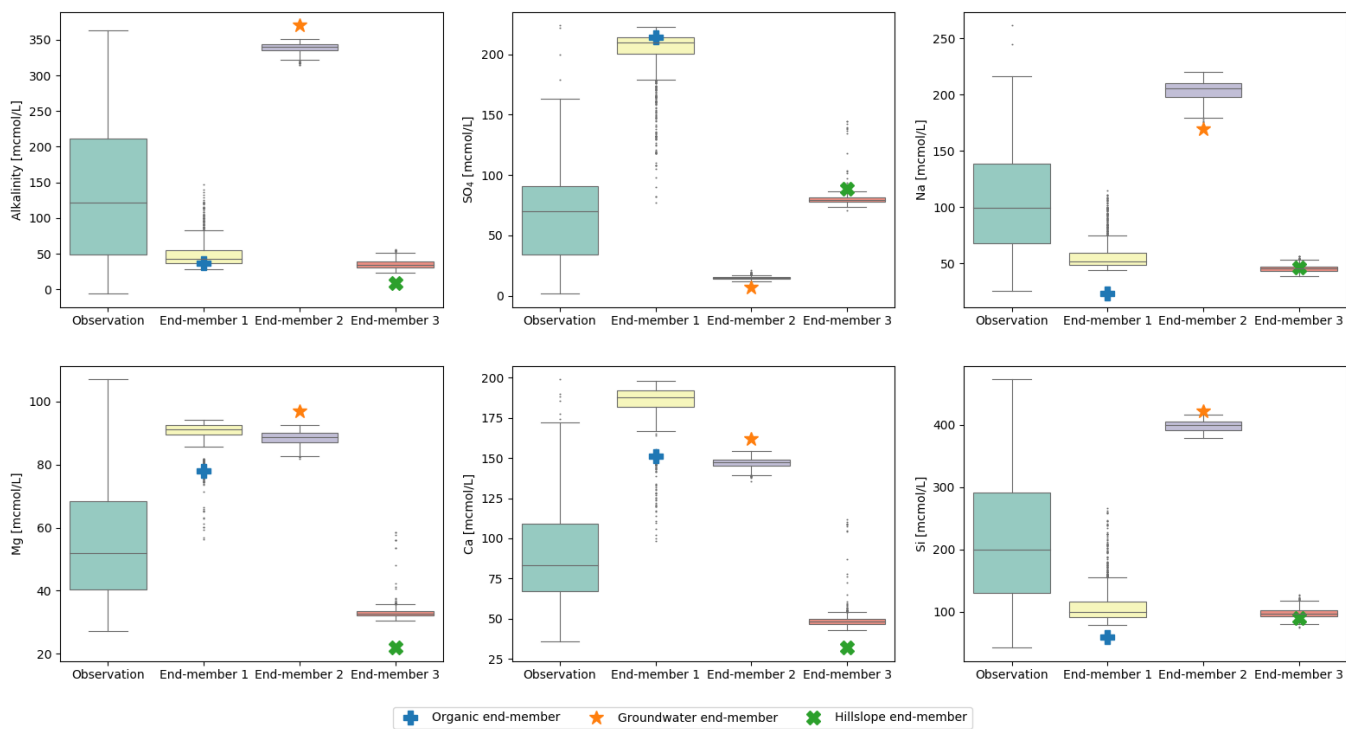 Alkalinity [mcmol/L]
350
300
250
200
150
100
50
0
Observation End-member 1 End-member 2 End-member 3
SO₄ [mcmol/L]
200
150
100
50
0
Observation End-member 1 End-member 2 End-member 3
Na [mcmol/L]
250
200
150
100
50
Observation End-member 1 End-member 2 End-member 3
Mg [mcmol/L]
100
80
60
40
20
Observation End-member 1 End-member 2 End-member 3
Ca [mcmol/L]
200
175
150
125
100
75
50
25
Observation End-member 1 End-member 2 End-member 3
Si [mcmol/L]
400
300
200
100
Observation End-member 1 End-member 2 End-member 3
Organic end-member Groundwater end-member Hillslope end-member